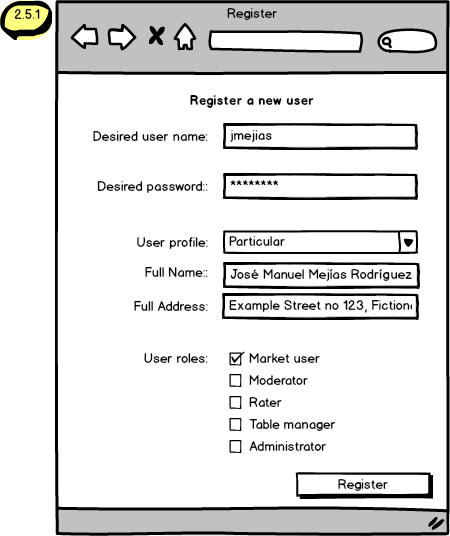 2.5.1
Register
Register a new user
Desired user name: jmejias
Desired password:: ********
User profile: Particular
Full Name:: José Manuel Mejías Rodríguez
Full Address: Example Street no 123, Fiction
User roles: Market user
Moderator
Rater
Table manager
Administrator
Register